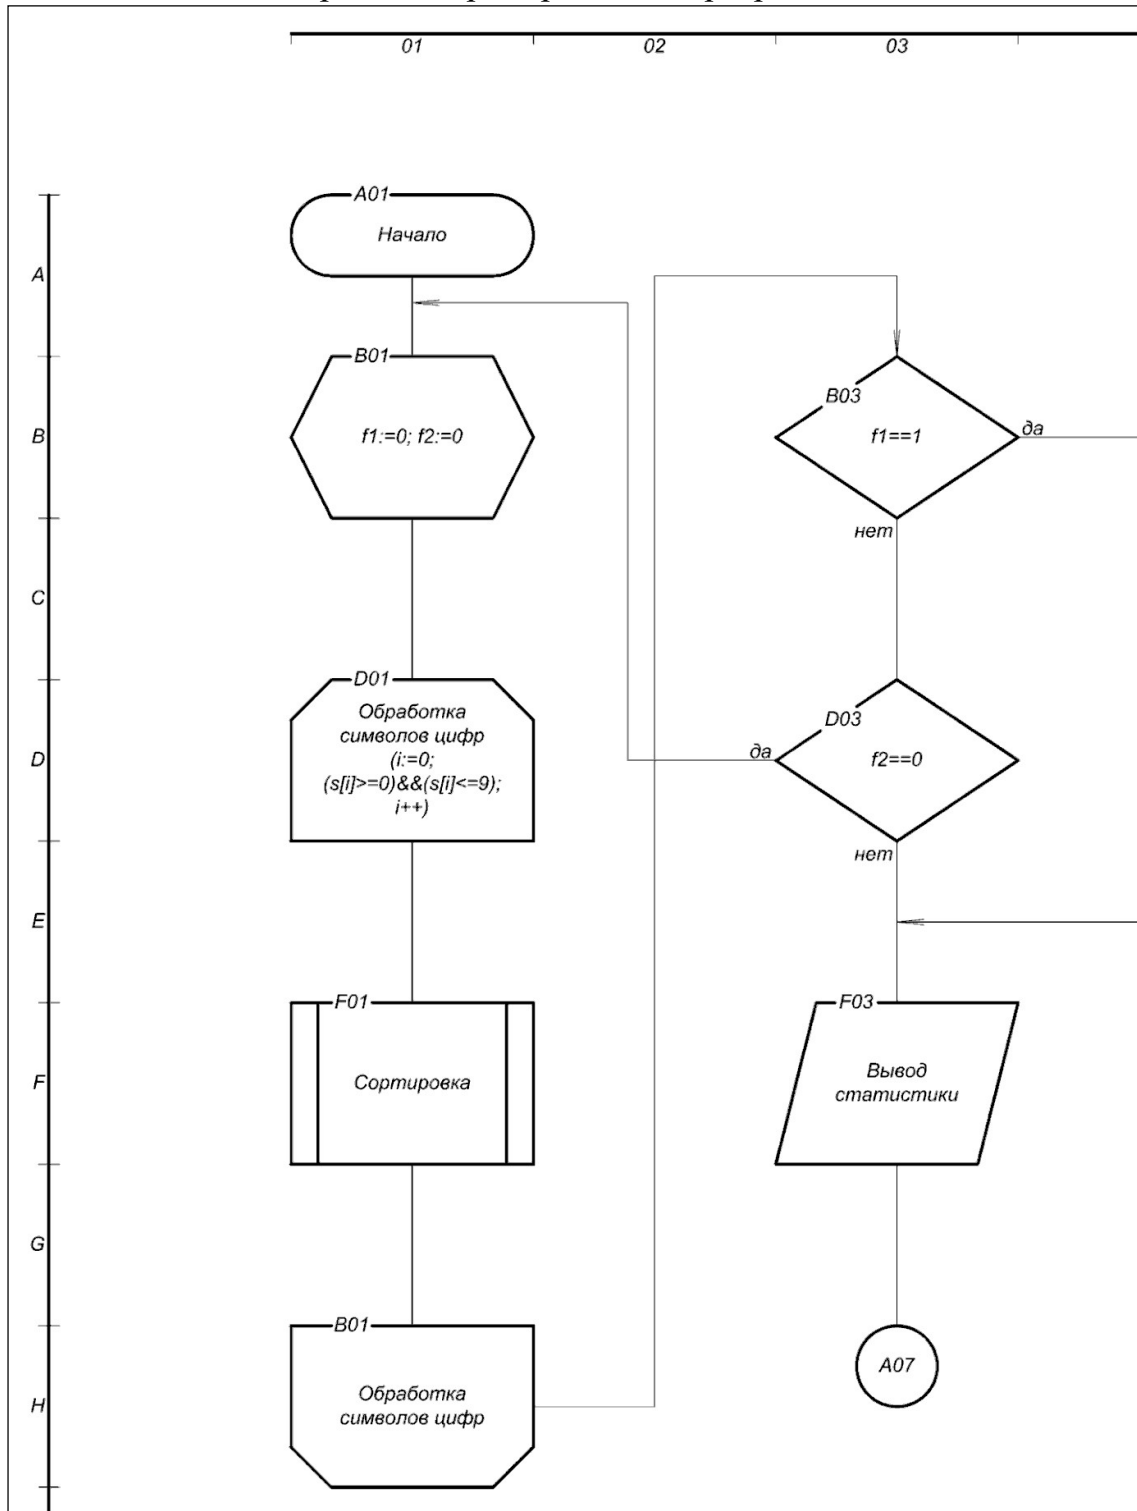 01
02
03
A
B
C
D
E
F
G
H
A01
Начало
B01
f1:=0; f2:=0
D01
Обработка
символов цифр
(i:=0;
(s[i]>=0)&&(s[i]<=9);
i++)
F01
Сортировка
B01
Обработка
символов цифр
B03
f1==1
да
нет
D03
f2==0
да
нет
F03
Вывод
статистики
A07